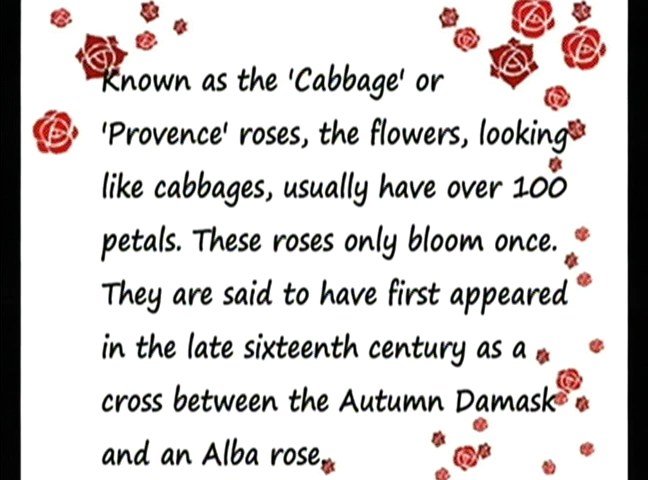 Known as the 'Cabbage' or
'Provence' roses, the flowers, looking
like cabbages, usually have over 100
petals. These roses only bloom once.
They are said to have first appeared
in the late sixteenth century as a
cross between the Autumn Damask
and an Alba rose.